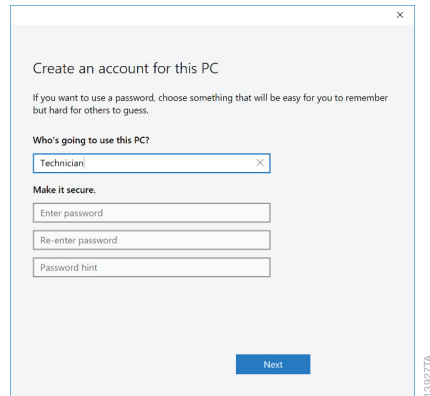 Create an account for this PC
If you want to use a password, choose something that will be easy for you to remember
but hard for others to guess.
Who's going to use this PC?
Technician
Make it secure.
Enter password
Re-enter password
Password hint
Next
13927TA